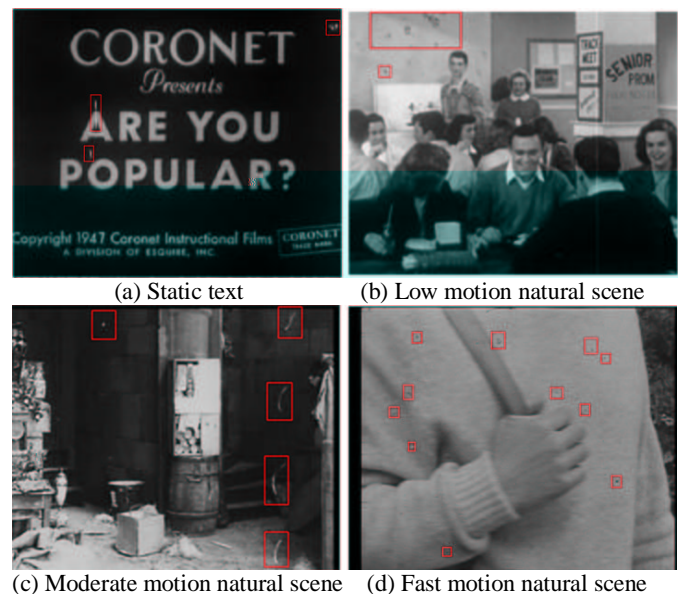 CORONET
Presents
ARE YOU
POPULAR?
Copyright 1947 Coronet Instructional Films
CORONET
A DIVISION OF ESQUIRE, INC.
TRACK
MEET
SENIOR
PROM
(a) Static text
(b) Low motion natural scene
(c) Moderate motion natural scene
(d) Fast motion natural scene